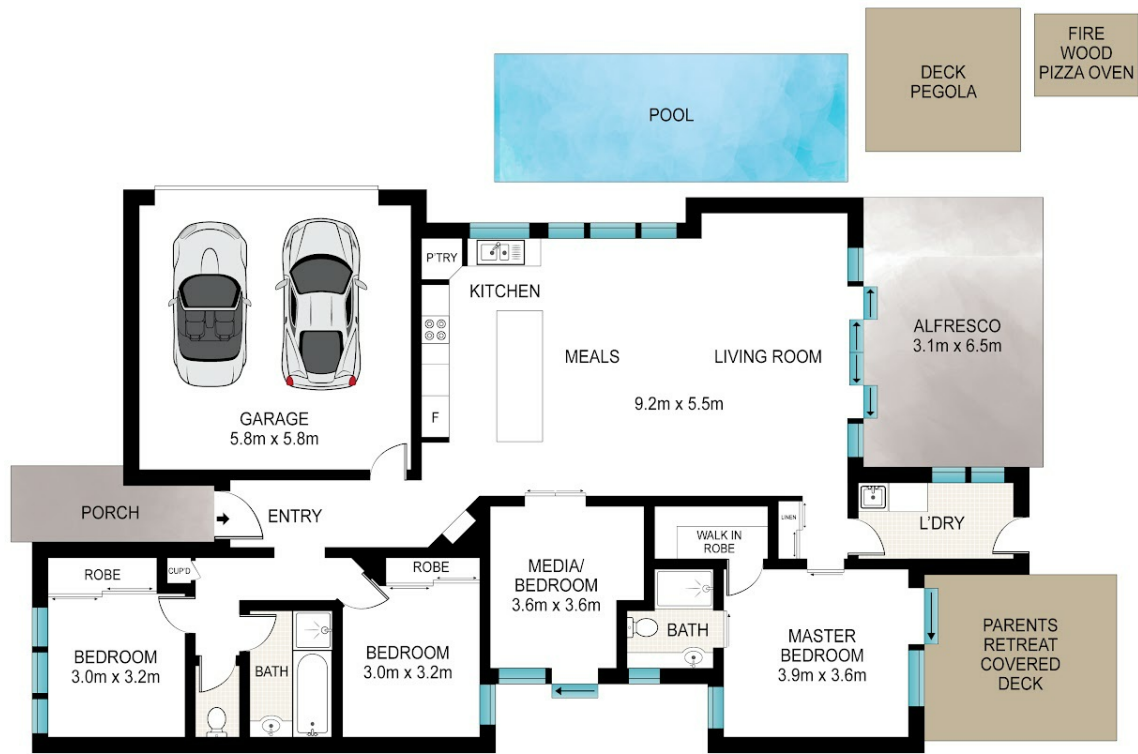 FIRE
WOOD
PIZZA OVEN
DECK
PEGOLA
POOL
P'TRY
KITCHEN
MEALS
LIVING ROOM
9.2m x 5.5m
ALFRESCO
3.1m x 6.5m
F
GARAGE
5.8m x 5.8m
PORCH
ENTRY
LINEN
L'DRY
WALK IN
ROBE
MEDIA/
BEDROOM
3.6m x 3.6m
ROBE
CUP'D
ROBE
BATH
BEDROOM
3.0m x 3.2m
BATH
BEDROOM
3.0m x 3.2m
MASTER
BEDROOM
3.9m x 3.6m
PARENTS
RETREAT
COVERED
DECK